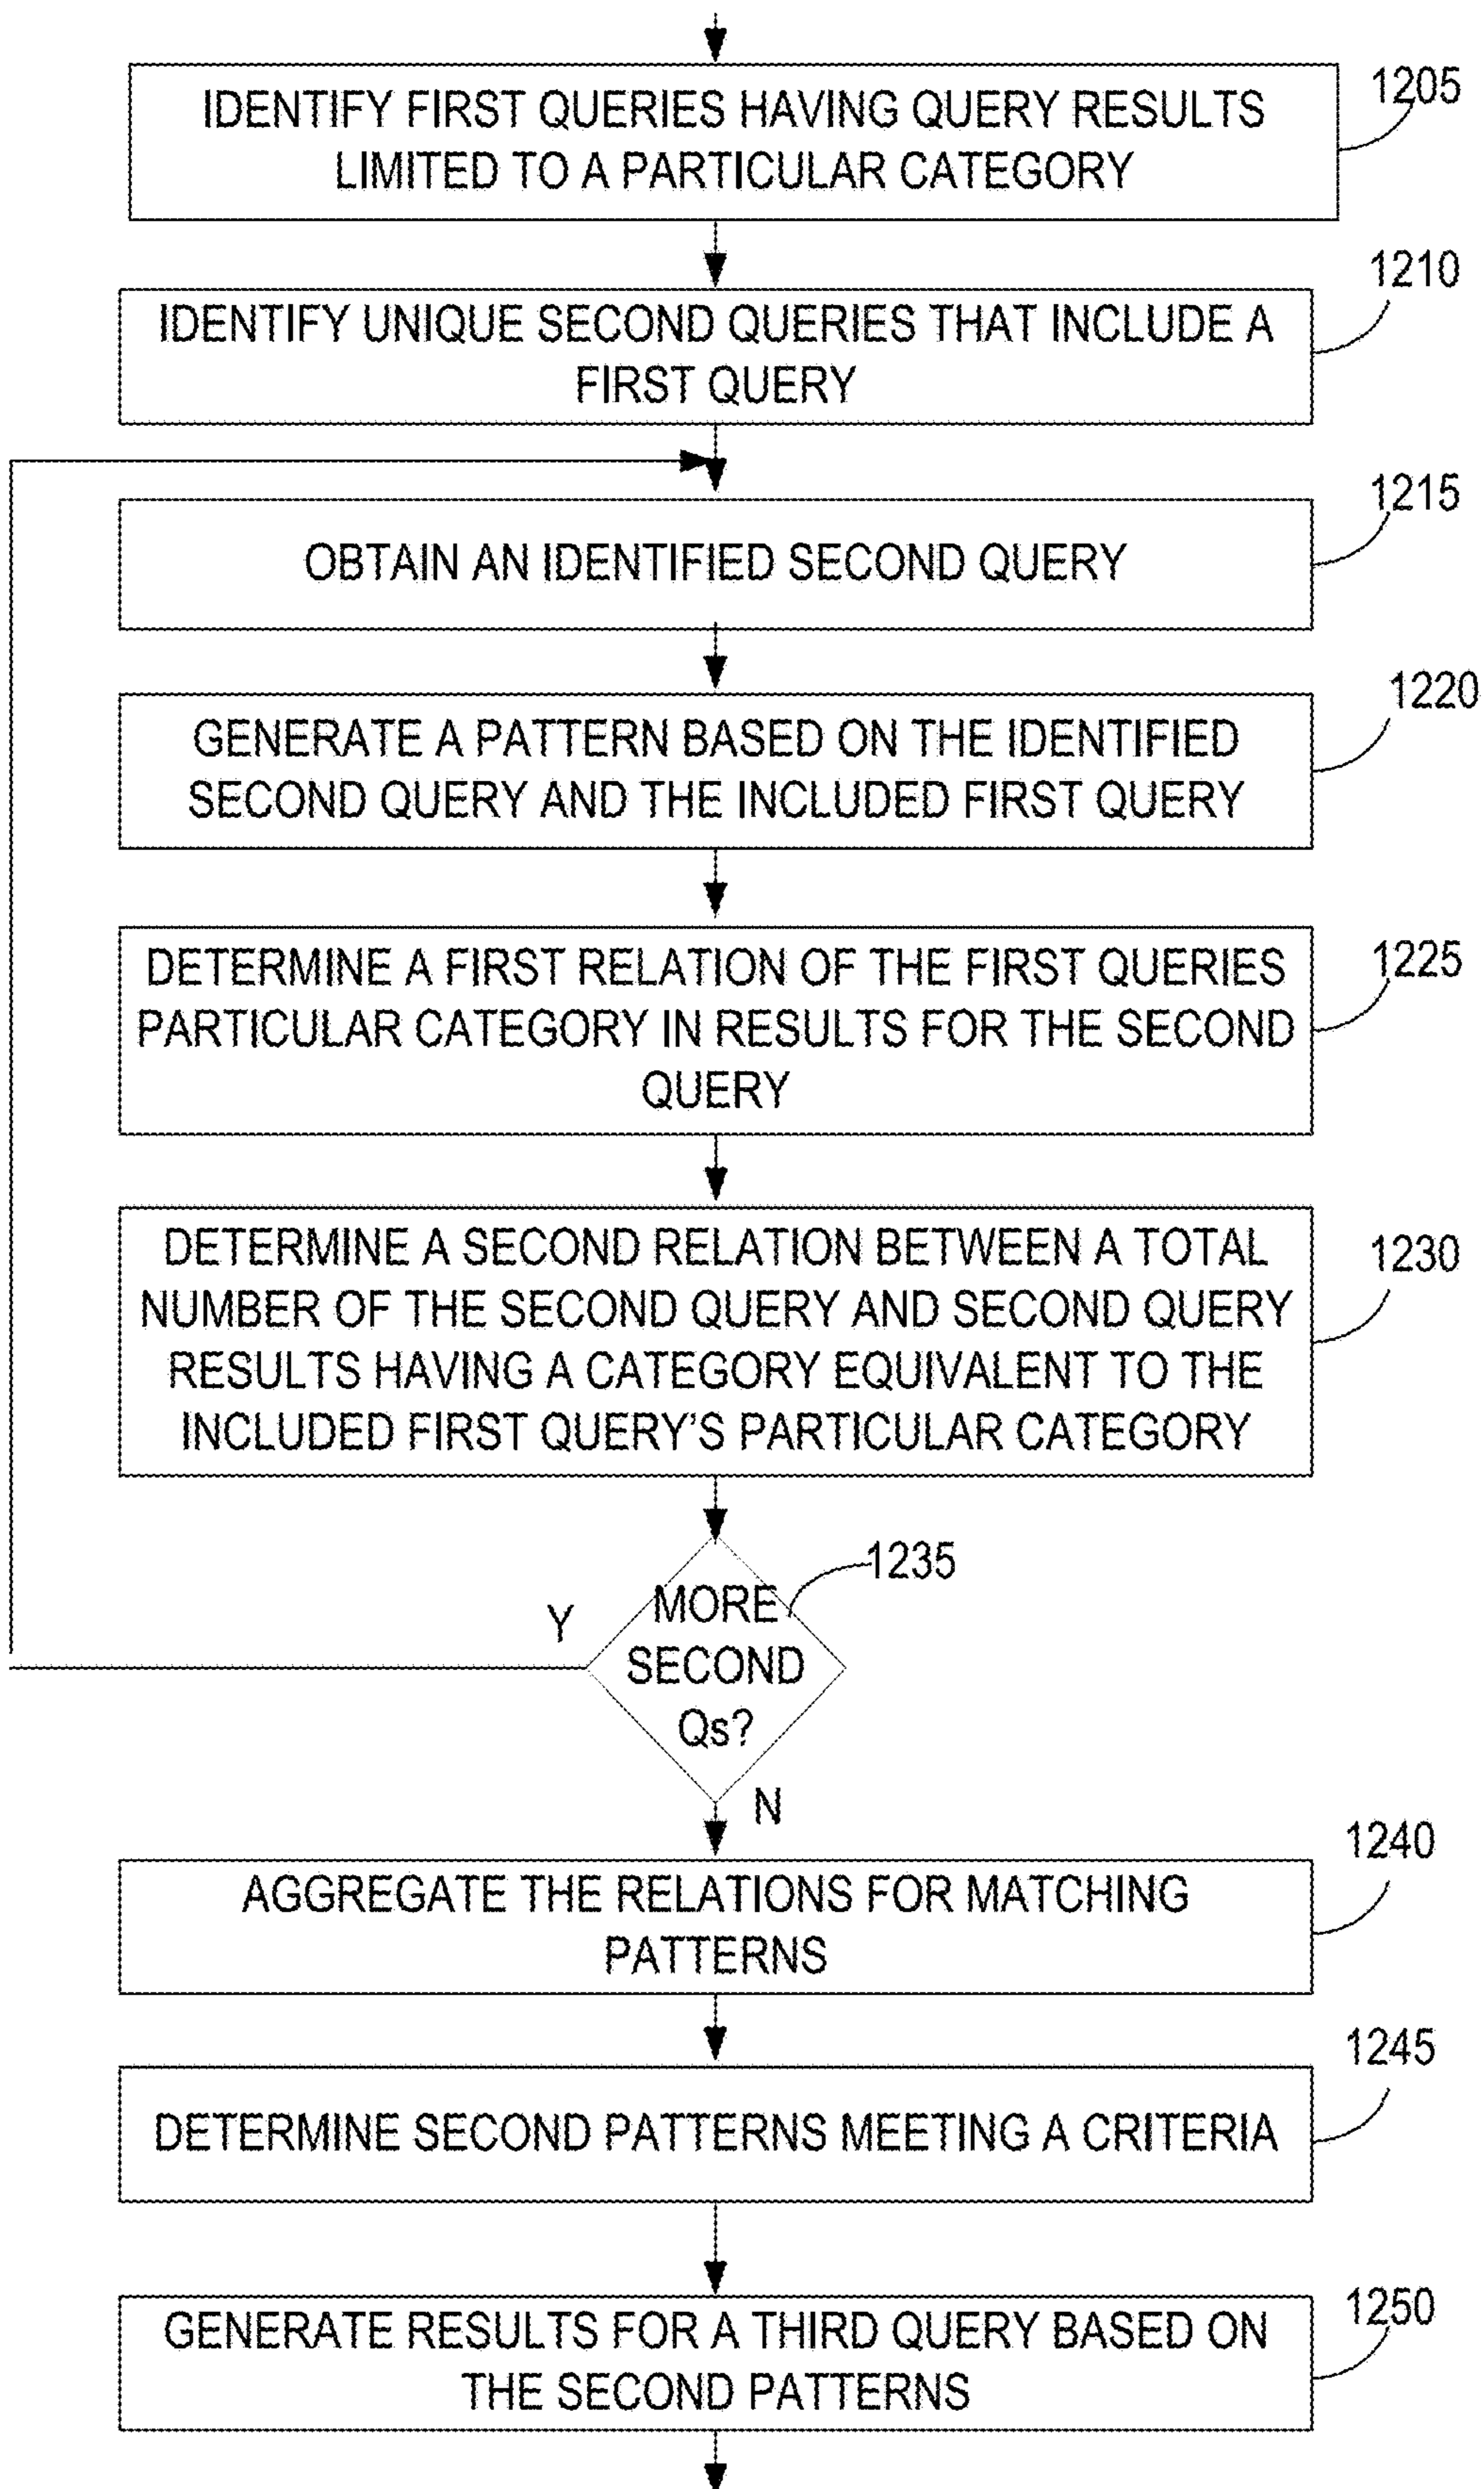 IDENTIFY FIRST QUERIES HAVING QUERY RESULTS
LIMITED TO A PARTICULAR CATEGORY
1205
IDENTIFY UNIQUE SECOND QUERIES THAT INCLUDE A
FIRST QUERY
1210
OBTAIN AN IDENTIFIED SECOND QUERY
1215
GENERATE A PATTERN BASED ON THE IDENTIFIED
SECOND QUERY AND THE INCLUDED FIRST QUERY
1220
DETERMINE A FIRST RELATION OF THE FIRST QUERIES
PARTICULAR CATEGORY IN RESULTS FOR THE SECOND
QUERY
1225
DETERMINE A SECOND RELATION BETWEEN A TOTAL
NUMBER OF THE SECOND QUERY AND SECOND QUERY
RESULTS HAVING A CATEGORY EQUIVALENT TO THE
INCLUDED FIRST QUERY'S PARTICULAR CATEGORY
1230
1235
MORE
SECOND
Qs?
Y
N
AGGREGATE THE RELATIONS FOR MATCHING
PATTERNS
1240
DETERMINE SECOND PATTERNS MEETING A CRITERIA
1245
GENERATE RESULTS FOR A THIRD QUERY BASED ON
THE SECOND PATTERNS
1250